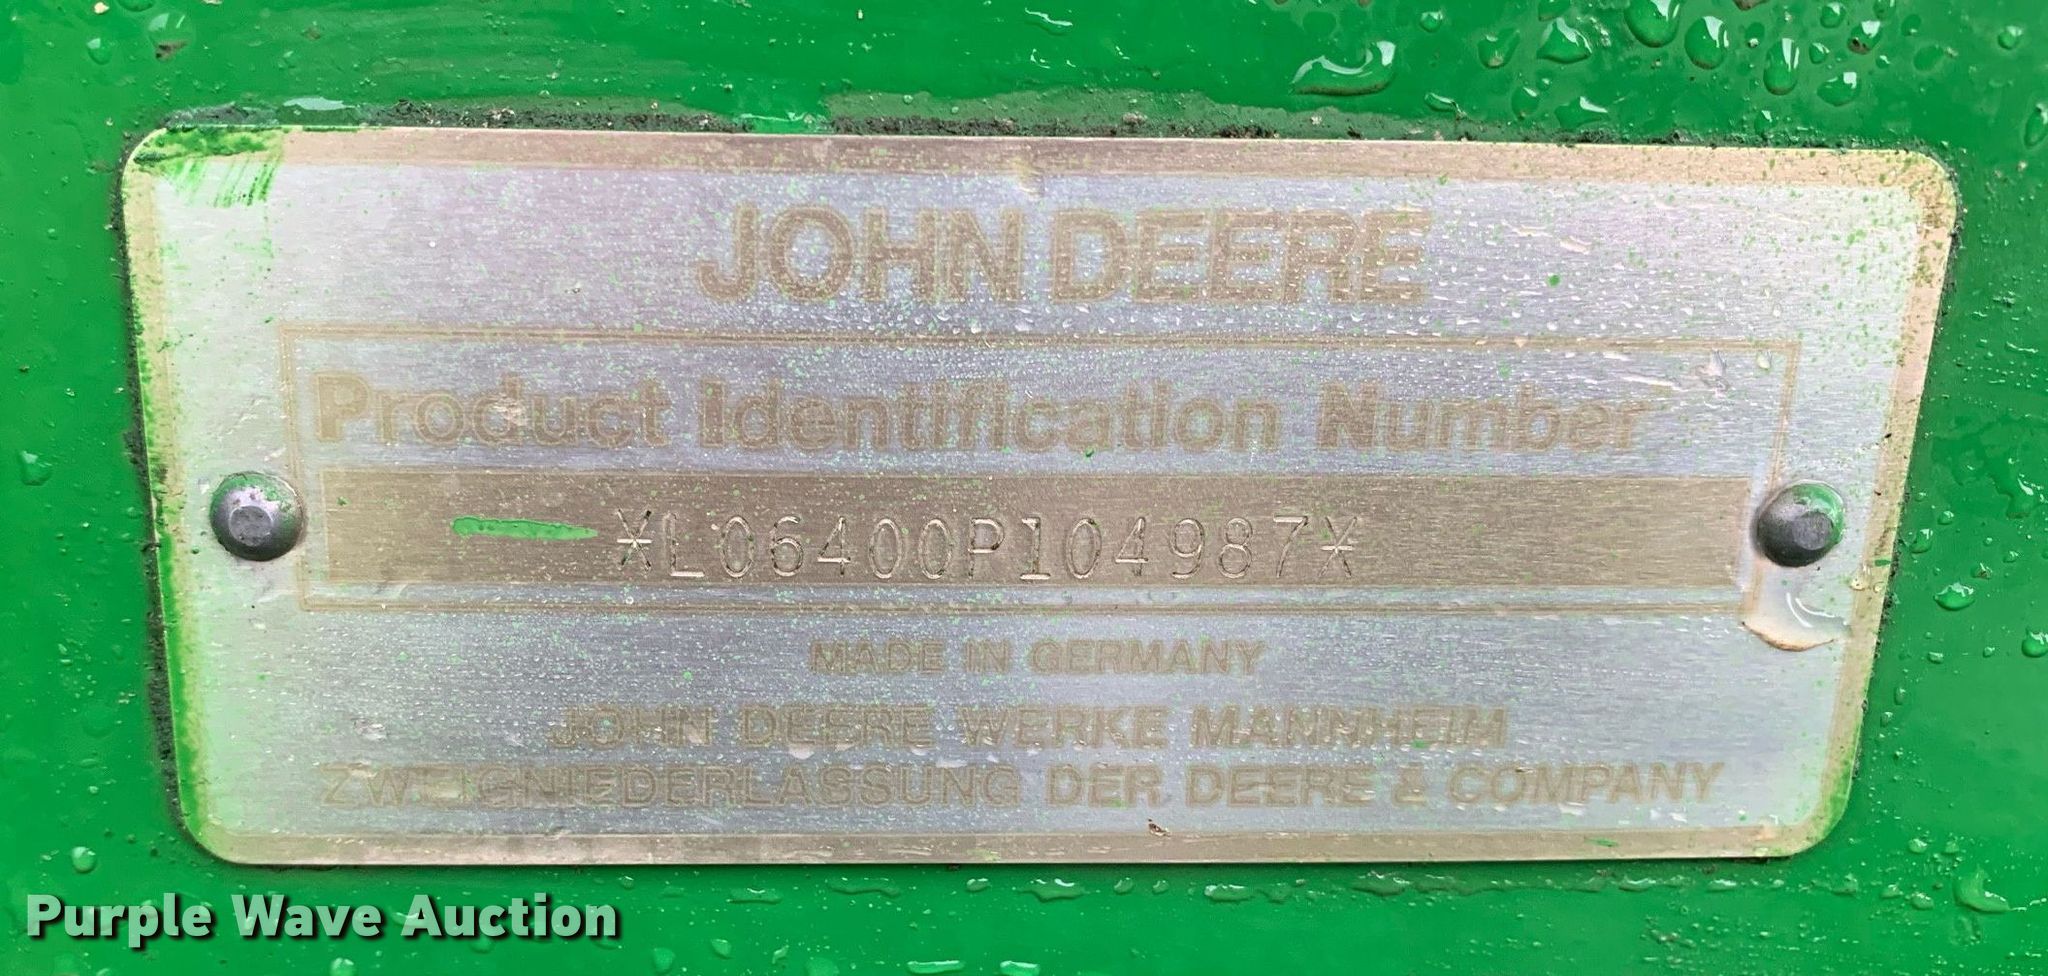 JOHN DEERE
Product Identification Number
*L06400P104987*
MADE IN GERMANY
JOHN DEERE WERKE MANNHEIM
ZWEIGNIEDERLASSUNG DER DEERE & COMPANY
Purple Wave Auction